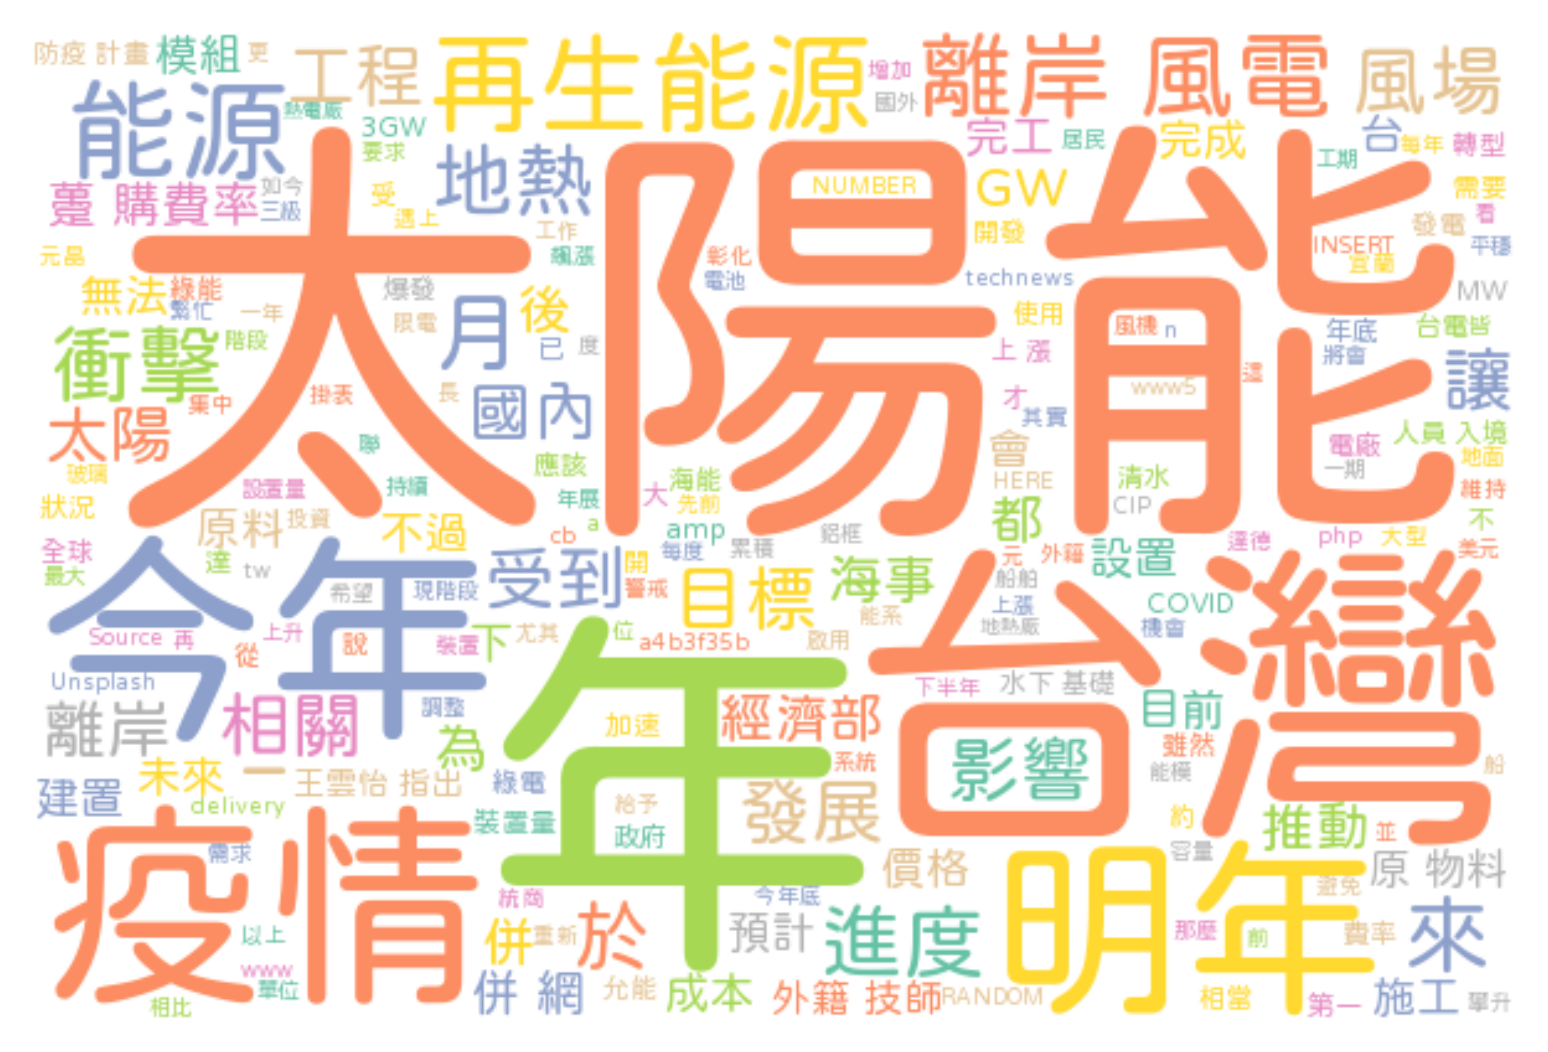 防疫 計畫 模組 更
工程
再生能源
增加
國外
離岸 風電
風場
能源
熱電廠
3GW
要求
地熱
完工
居民
完成
台
每年
轉型
工期
躉 購費率
如今
三級
受
遇上
工作
NUMBER
GW
需要
看
發電
太陽能
元晶
飆漲
彰化
電池
開發
INSERT
宜蘭
平穩
無法
綠能
繁忙
爆發
月
後
technews
MW
一年
限電
使用
風機
n
年底
台電皆
衝擊
階段
已
度
上 漲
將會
讓
集中
掛表
長
國內
才
www5
這
其實
太陽
聯
會
電廠
人員 入境
玻璃
應該
海能
HERE
清水
一期
地面
設置量
持續
年展
大
先前
CIP
維持
狀況
原料
投資
不過
a
amp
都
不
cb
累積
鋁框
元
外籍
設置
達德
php
大型
全球
最大
達
tw
每度
美元
今年
希望
現階段
受到
開
警戒
目標
海事
船舶
上漲
COVID
台灣
Source
再
上升
說
裝置
下
尤其
位
a4b3f35b
能系
啟用
地熱廠
機會
從
Unsplash
下半年
水下 基礎
離岸
相關
調整
為
年
加速
經濟部
目前
雖然
系統
影響
能模
船
未來
一
王雲怡 指出
綠電
建置
delivery
裝置量
給予
政府
發展
約
推動
並
疫情
需求
價格
容量
原 物料
統商
今年底
明年
避免
以上
併
重新
於
預計
進度
那麼
前
費率
來
www
單位
併 網
允能
成本
外籍 技師
RANDOM
相當
第一
施工
攀升
相比